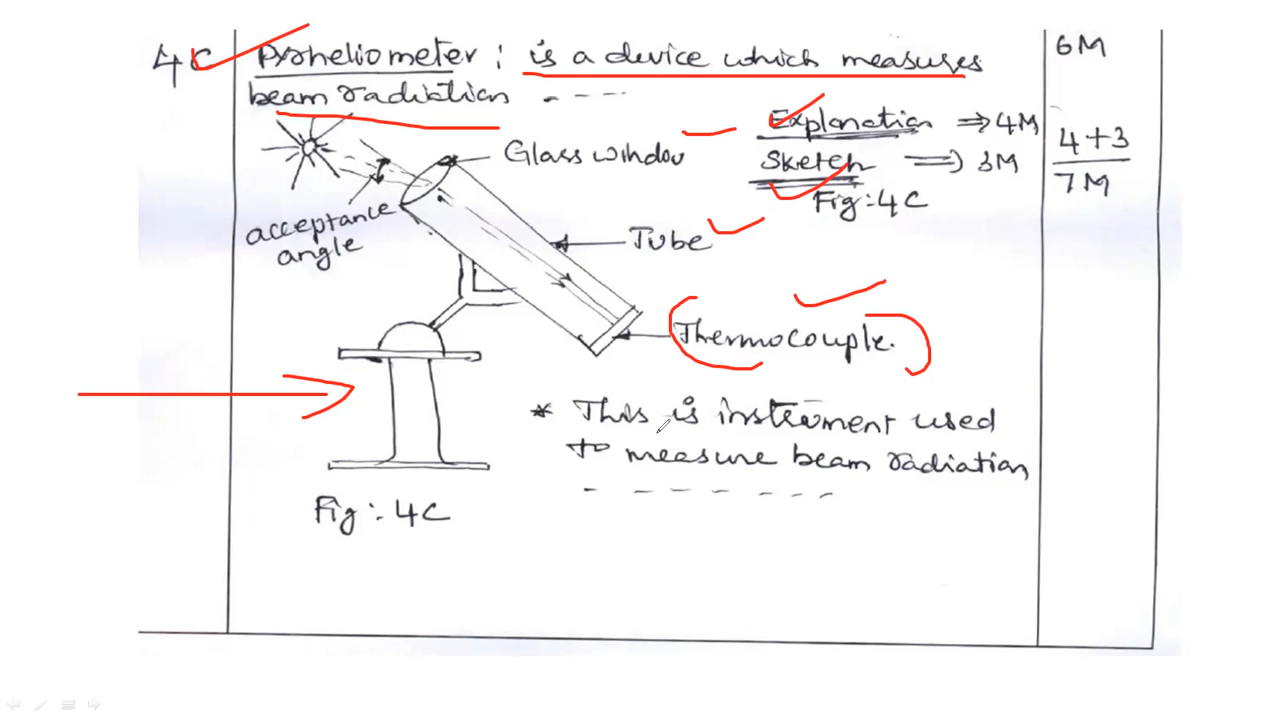 4C Pyroheliometer : is a device which measures 6M
beam radiation - - - -
Explanation ⇒ 4M
Glass window
Sketch ⇒ 3M
4+3
7M
Fig:- 4C
acceptance
angle
Tube
Thermocouple.
* This is instrument used
to measure beam radiation
- - - - - -
Fig:- 4C